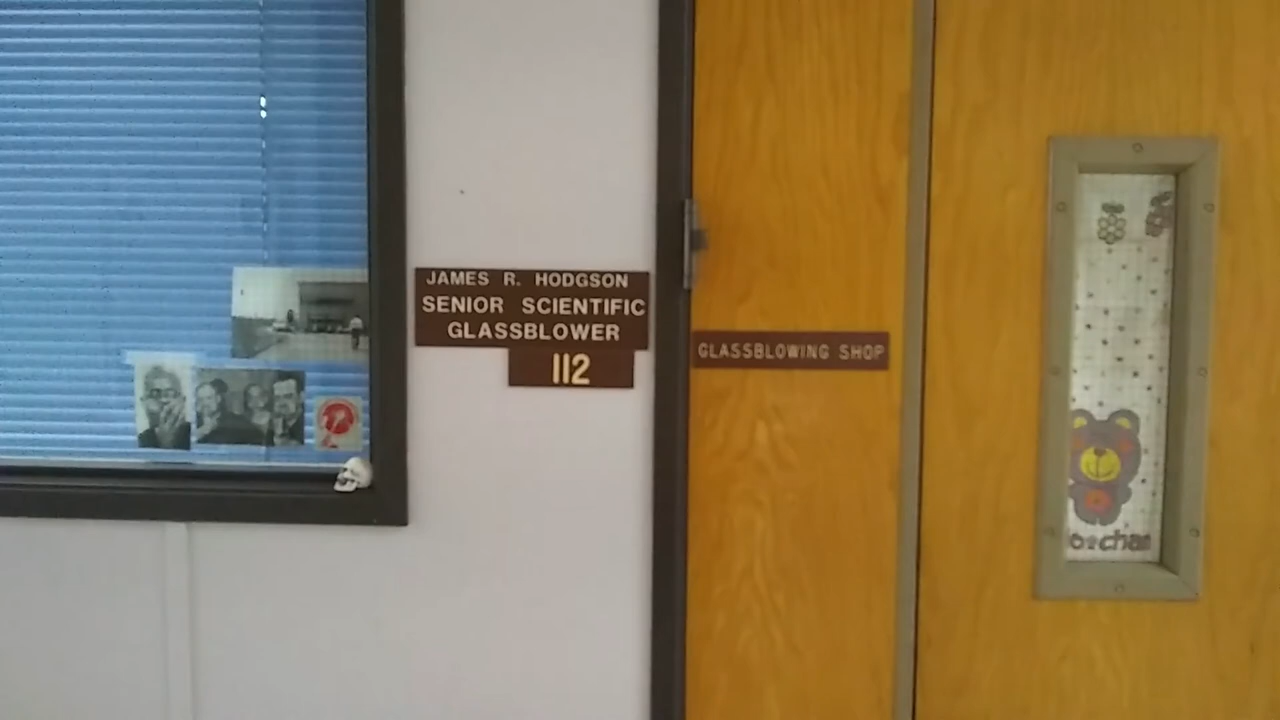 JAMES R. HODGSON
SENIOR SCIENTIFIC
GLASSBLOWER
112
GLASSBLOWING SHOP